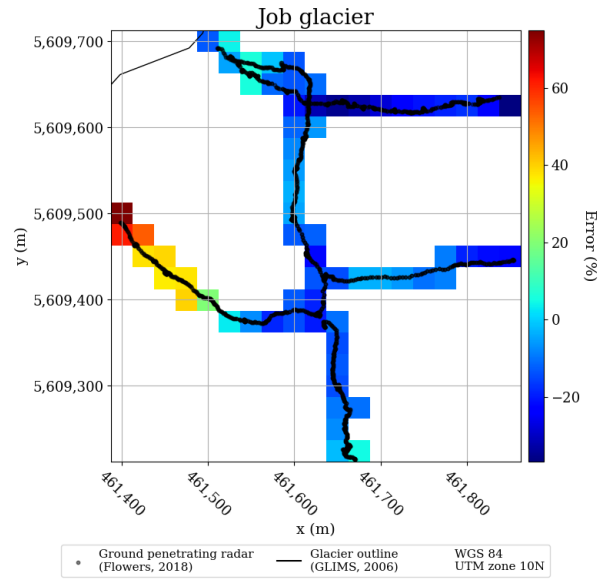 Job glacier
5,609,700
5,609,600
5,609,500
5,609,400
5,609,300
y (m)
461,400
461,500
461,600
461,700
461,800
x (m)
60
40
20
0
−20
Error (%)
Ground penetrating radar
(Flowers, 2018)
Glacier outline
(GLIMS, 2006)
WGS 84
UTM zone 10N